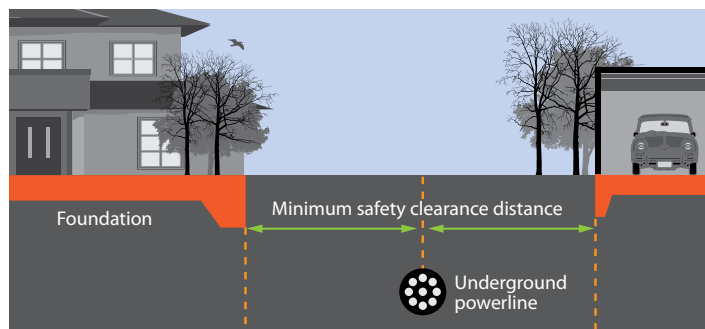 Minimum safety clearance distance
Foundation
Underground
powerline